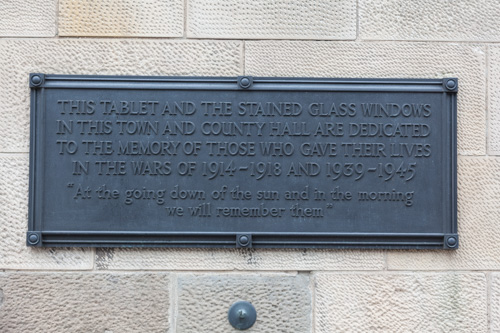 THIS TABLET AND THE STAINED GLASS WINDOWS
IN THIS TOWN AND COUNTY HALL ARE DEDICATED
TO THE MEMORY OF THOSE WHO GAVE THEIR LIVES
IN THE WARS OF 1914-1918 AND 1939-1945
"At the going down of the sun and in the morning
we will remember them"